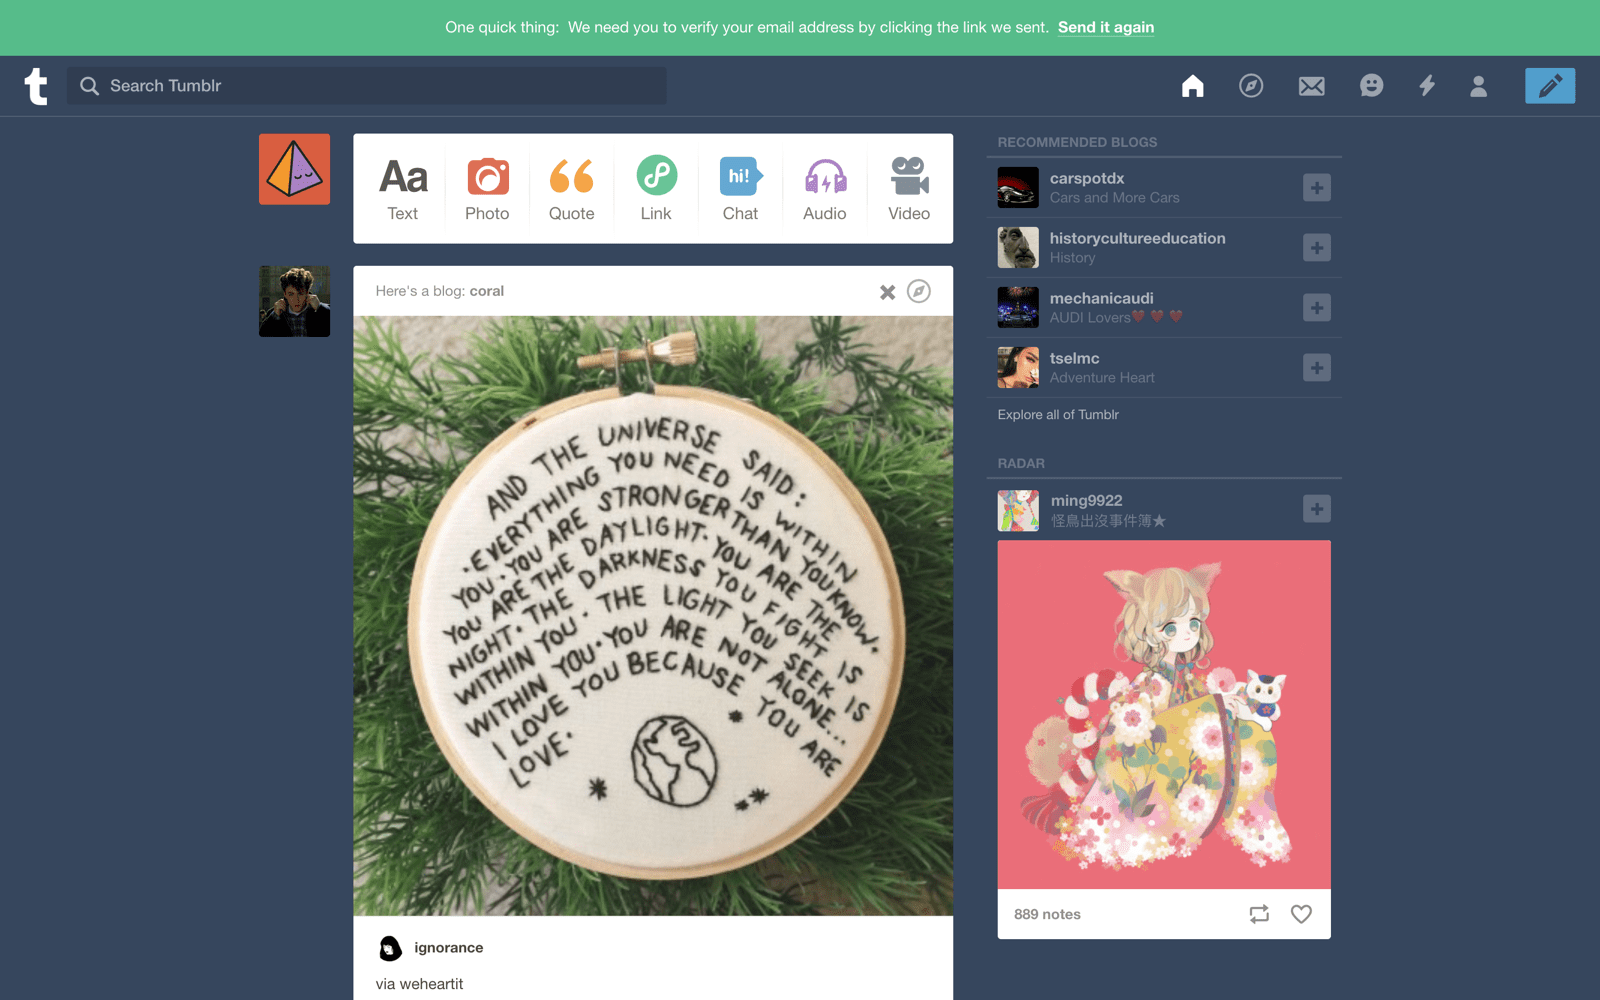 One quick thing: We need you to verify your email address by clicking the link we sent. Send it again
t
Search Tumblr
Aa
Text
Photo
Quote
Link
hi!
Chat
Audio
Video
Here's a blog: coral
AND THE UNIVERSE SAID:
·EVERYTHING YOU NEED IS WITHIN
YOU·YOU ARE STRONGER THAN YOU KNOW.
YOU ARE THE DAYLIGHT·YOU ARE THE
NIGHT·THE DARKNESS YOU FIGHT IS
WITHIN YOU·THE LIGHT YOU SEEK IS
WITHIN YOU·YOU ARE NOT ALONE...
I LOVE YOU BECAUSE YOU ARE
LOVE·
ignorance
via weheartit
RECOMMENDED BLOGS
carspotdx
Cars and More Cars
historycultureeducation
History
mechanicaudi
AUDI Lovers❤️ ❤️ ❤️
tselmc
Adventure Heart
Explore all of Tumblr
RADAR
ming9922
怪鳥出沒事件簿★
889 notes